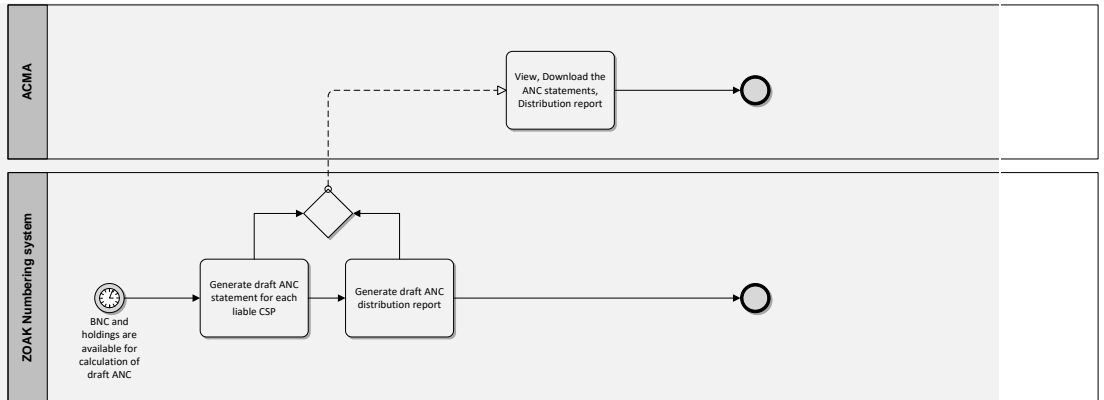 ACMA
View, Download the
ANC statements,
Distribution report
ZOAK Numbering system
BNC and
holdings are
available for
calculation of
draft ANC
Generate draft ANC
statement for each
liable CSP
Generate draft ANC
distribution report